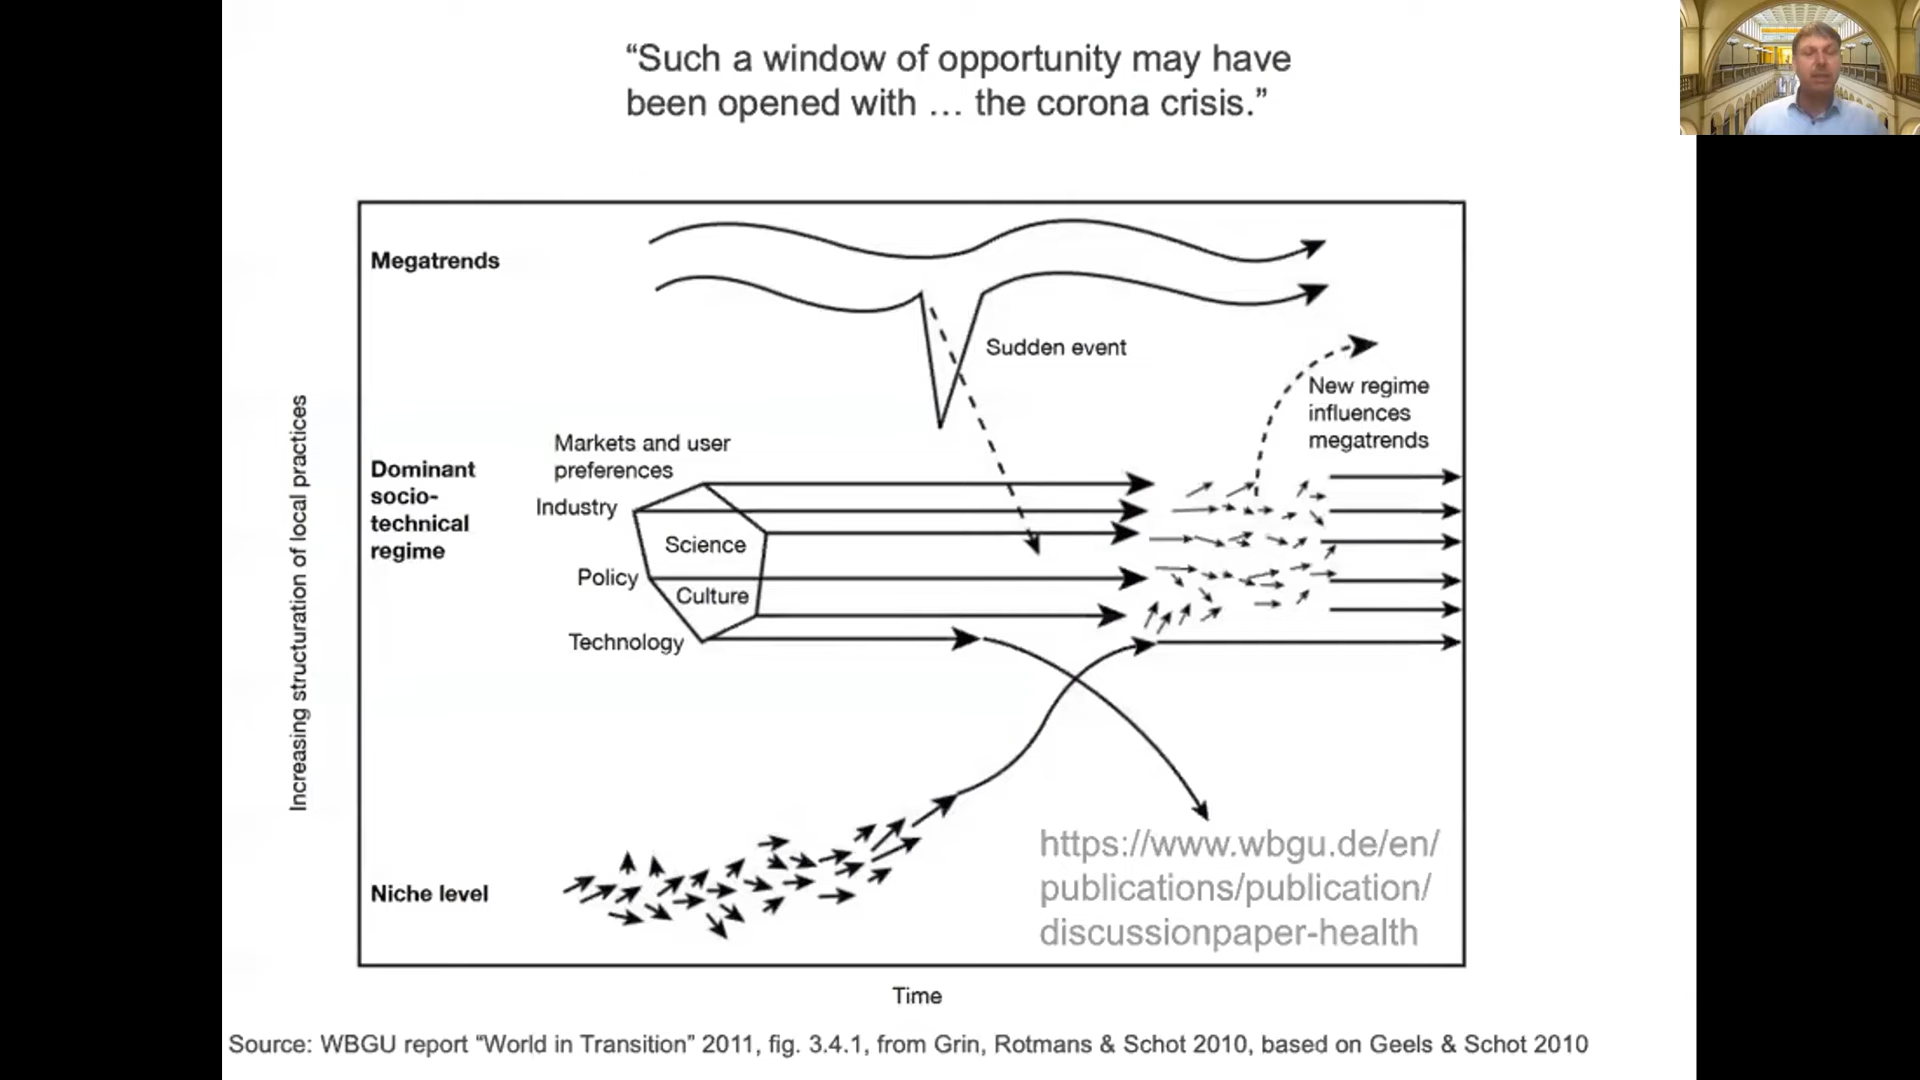 “Such a window of opportunity may have
been opened with … the corona crisis.”
Megatrends
Sudden event
New regime
influences
megatrends
Increasing structuration of local practices
Dominant
socio-
technical
regime
Markets and user
preferences
Industry
Science
Policy
Culture
Technology
Niche level
https://www.wbgu.de/en/
publications/publication/
discussionpaper-health
Time
Source: WBGU report “World in Transition” 2011, fig. 3.4.1, from Grin, Rotmans & Schot 2010, based on Geels & Schot 2010